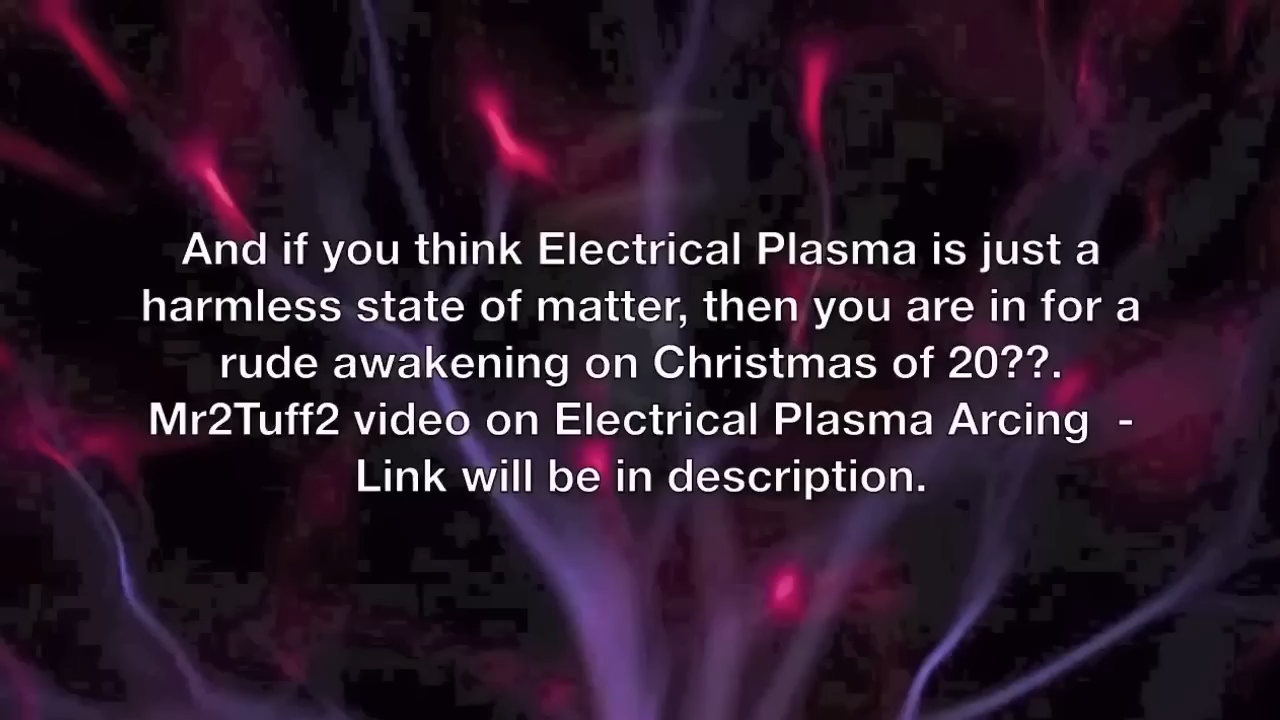 And if you think Electrical Plasma is just a
harmless state of matter, then you are in for a
rude awakening on Christmas of 20??.
Mr2Tuff2 video on Electrical Plasma Arcing  -
Link will be in description.